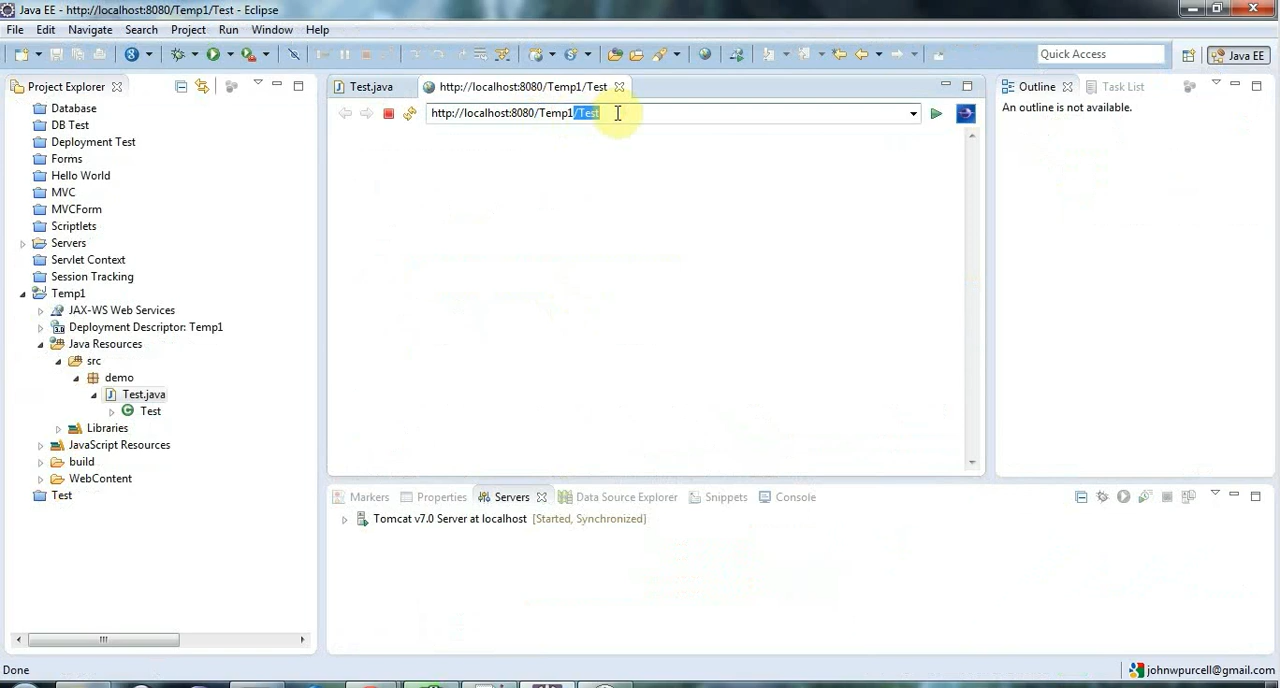 Java EE - http://localhost:8080/Temp1/Test - Eclipse
File Edit Navigate Search Project Run Window Help
Quick Access
Java EE
Project Explorer
Database
DB Test
Deployment Test
Forms
Hello World
MVC
MVCForm
Scriptlets
Servers
Servlet Context
Session Tracking
Temp1
JAX-WS Web Services
Deployment Descriptor: Temp1
Java Resources
src
demo
Test.java
Test
Libraries
JavaScript Resources
build
WebContent
Test
Test.java
http://localhost:8080/Temp1/Test
http://localhost:8080/Temp1/Test
Outline
Task List
An outline is not available.
Markers Properties Servers Data Source Explorer Snippets Console
Tomcat v7.0 Server at localhost [Started, Synchronized]
Done
johnwpurcell@gmail.com